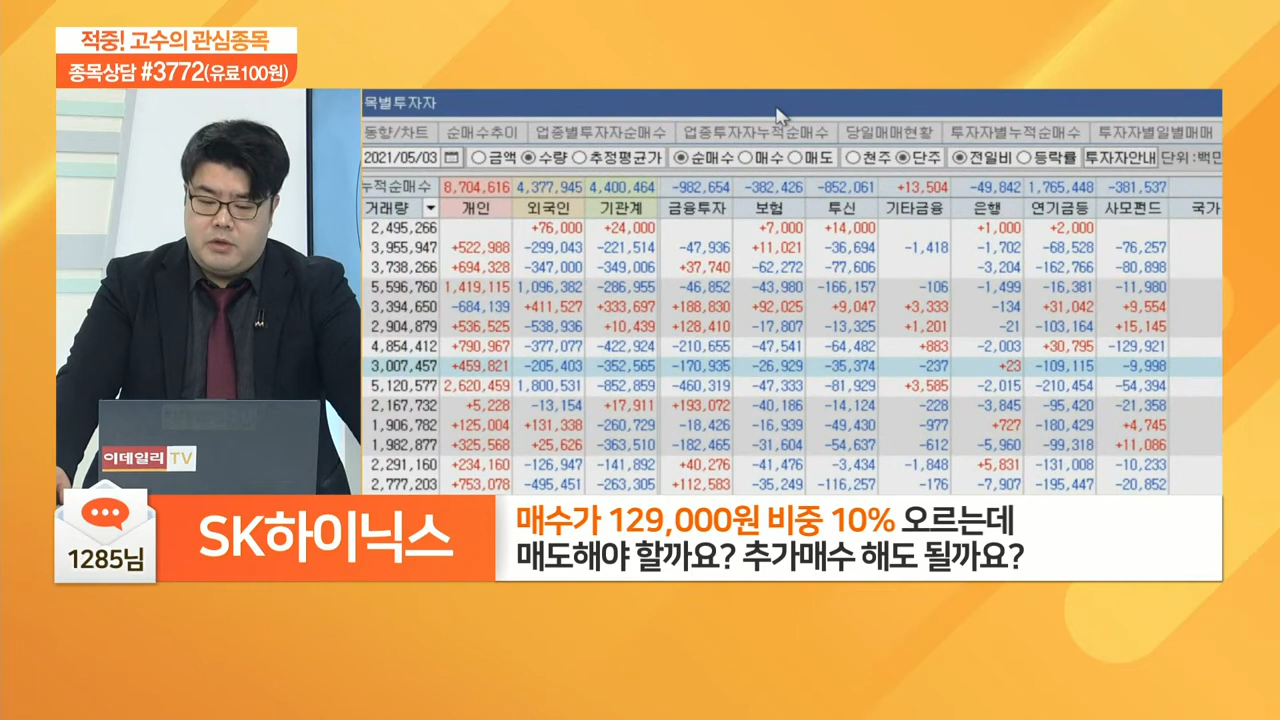 적중! 고수의 관심종목
종목상담 #3772(유료100원)
목별투자자
동향/차트 순매수추이 업종별투자자순매수 업종투자자누적순매수 당일매매현황 투자자별누적순매수 투자자별일별매매
2021/05/03 금액 수량 추정평균가 순매수 매수 매도 천주 단주 전일비 등락률 투자자안내 단위:백만
누적순매수 8,704,616 4,377,945 4,400,464 -982,654 -382,426 -852,061 +13,504 -49,842 1,765,448 -381,537
거래량 개인 외국인 기관계 금융투자 보험 투신 기타금융 은행 연기금등 사모펀드 국가
2,495,266 +76,000 +24,000 +7,000 +14,000 +1,000 +2,000
3,955,947 +522,988 -299,043 -221,514 -47,936 +11,021 -36,694 -1,418 -1,702 -68,528 -76,257
3,738,266 +694,328 -347,000 -349,006 +37,740 -62,272 -77,606 -3,204 -162,766 -80,898
5,596,760 1,419,115 1,096,382 -286,955 -46,852 -43,980 -166,157 -106 -1,499 -16,381 -11,980
3,394,650 -684,139 +411,527 +333,697 +188,830 +92,025 +9,047 +3,333 -134 +31,042 +9,554
2,904,879 +536,525 -538,936 +10,439 +128,410 -17,807 -13,325 +1,201 -21 -103,164 +15,145
4,854,412 +790,967 -377,077 -422,924 -210,655 -47,541 -64,482 +883 -2,003 +30,795 -129,921
3,007,457 +459,821 -205,403 -352,565 -170,935 -26,929 -35,374 -237 +23 -109,115 -9,998
5,120,577 2,620,459 1,800,531 -852,859 -460,319 -47,333 -81,929 +3,585 -2,015 -210,454 -54,394
2,167,732 +5,228 -13,154 +17,911 +193,072 -40,186 -14,124 -228 -3,845 -95,420 -21,358
1,906,782 +125,004 +131,338 -260,729 -18,426 -16,939 -49,430 -977 +727 -180,429 +4,745
1,982,877 +325,568 +25,626 -363,510 -182,465 -31,604 -54,637 -612 -5,960 -99,318 +11,086
2,291,160 +234,160 -126,947 -141,892 +40,276 -41,476 -3,434 -1,848 +5,831 -131,008 -10,233
2,777,203 +753,078 -495,451 -263,305 +112,583 -35,249 -116,257 -176 -7,907 -195,447 -20,852
이데일리 TV
1285님
SK하이닉스
매수가 129,000원 비중 10% 오르는데
매도해야 할까요? 추가매수 해도 될까요?